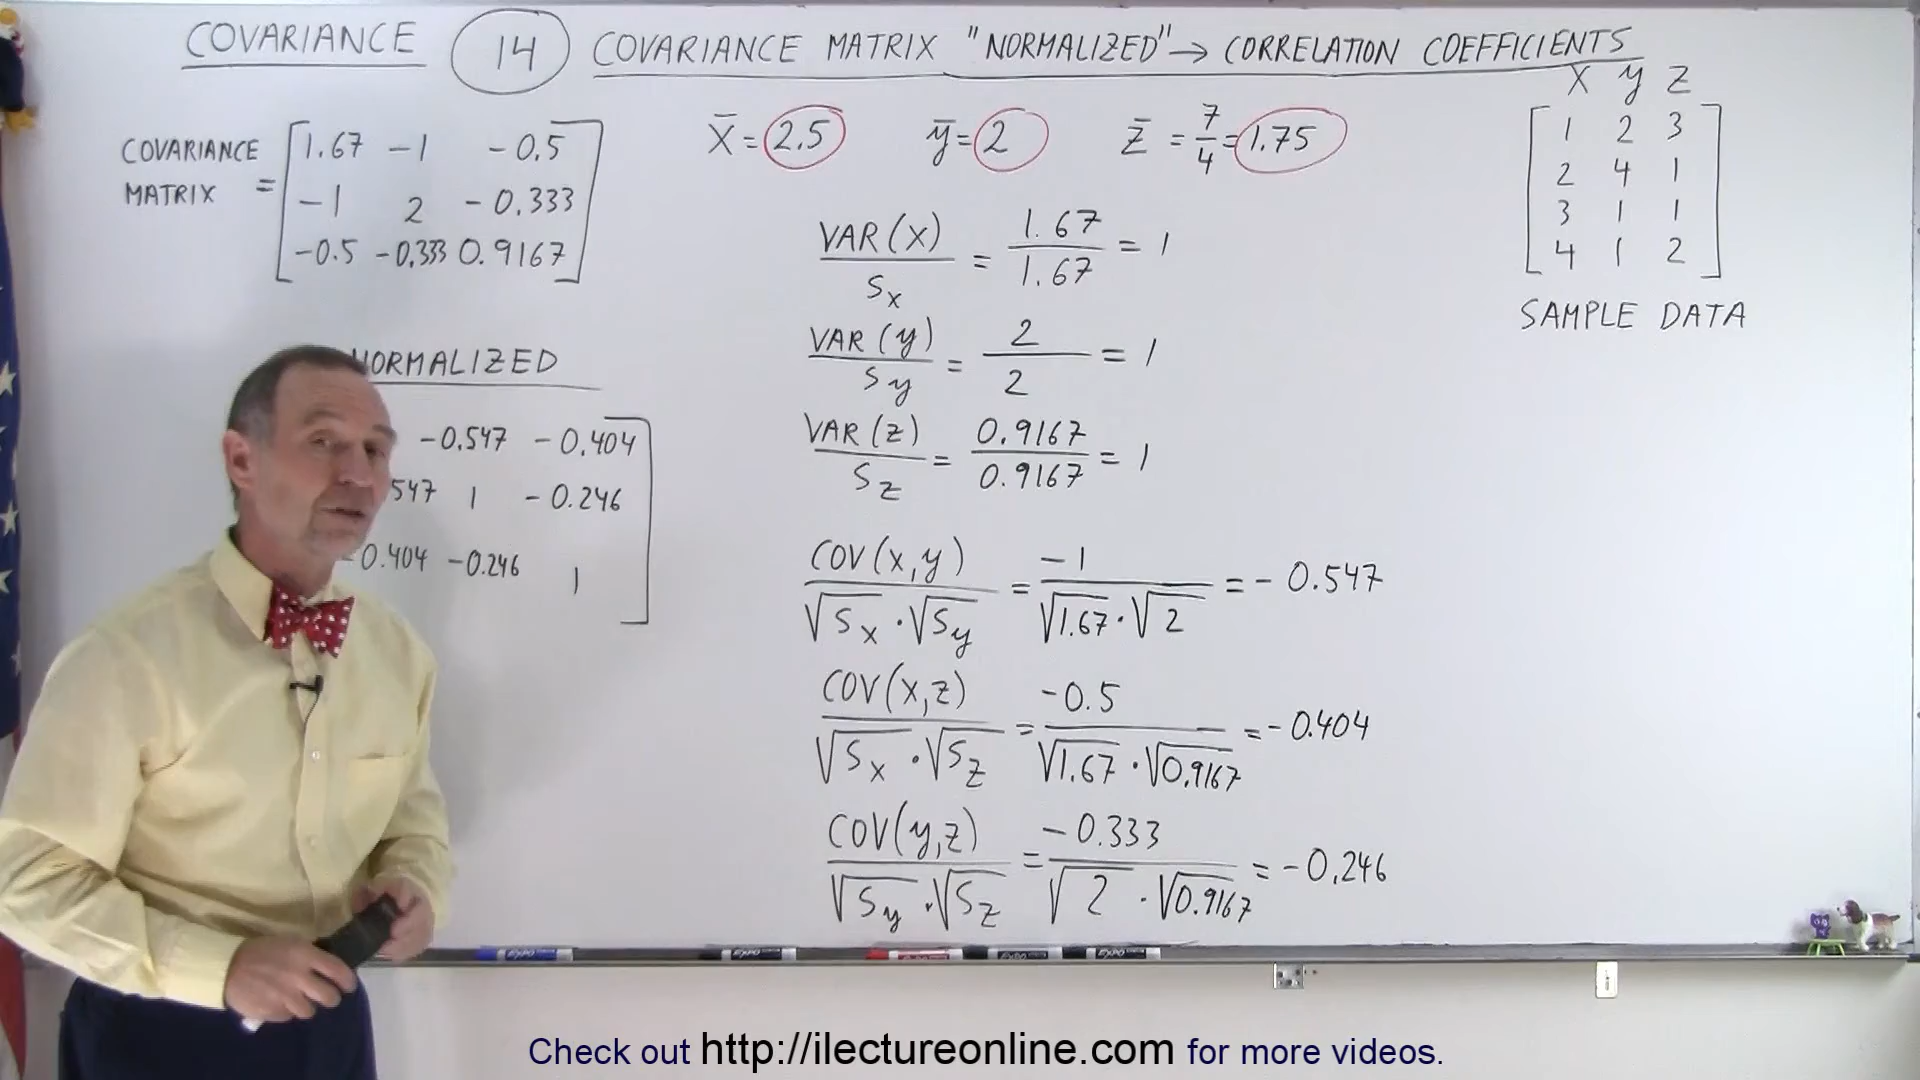 COVARIANCE 14 COVARIANCE MATRIX "NORMALIZED" → CORRELATION COEFFICIENTS
COVARIANCE MATRIX =
[1.67 -1 -0.5
-1 2 -0.333
-0.5 -0.333 0.9167]
NORMALIZED
-0.547 -0.404
547 1 -0.246
-0.404 -0.246 1
X̄ = 2.5 ȳ = 2 z̄ = 7/4 = 1.75
VAR(X)/Sx = 1.67/1.67 = 1
VAR(y)/Sy = 2/2 = 1
VAR(z)/Sz = 0.9167/0.9167 = 1
COV(x,y)/√Sx · √Sy = -1/√1.67 · √2 = -0.547
COV(x,z)/√Sx · √Sz = -0.5/√1.67 · √0.9167 = -0.404
COV(y,z)/√Sy · √Sz = -0.333/√2 · √0.9167 = -0.246
X y Z
1 2 3
2 4 1
3 1 1
4 1 2
SAMPLE DATA
Check out http://ilectureonline.com for more videos.